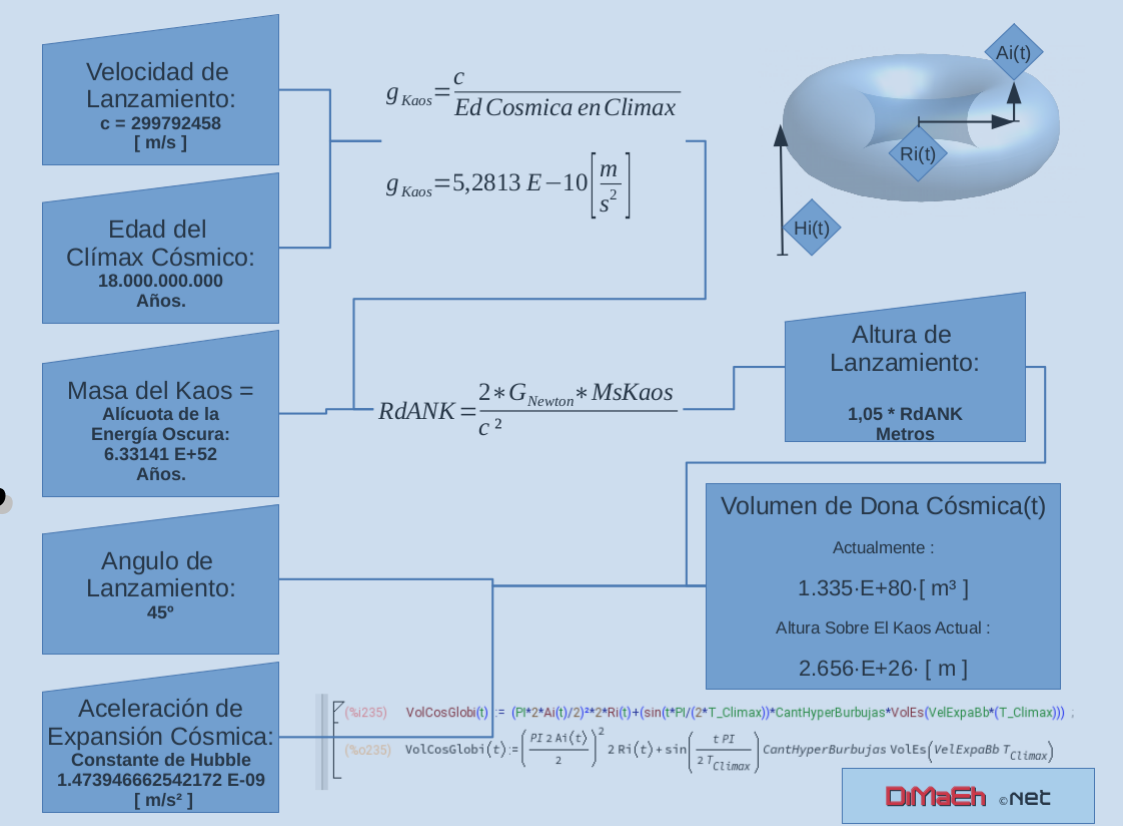 Velocidad de
Lanzamiento:
c = 299792458
[ m/s ]
Edad del
Clímax Cósmico:
18.000.000.000
Años.
Masa del Kaos =
Alícuota de la
Energía Oscura:
6.33141 E+52
Años.
Angulo de
Lanzamiento:
45º
Aceleración de
Expansión Cósmica:
Constante de Hubble
1.473946662542172 E-09
[ m/s² ]
g Kaos = c / Ed Cosmica en Climax
g Kaos = 5,2813 E −10 [ m / s² ]
RdANK = 2∗G Newton∗MsKaos / c ²
Ai(t)
Ri(t)
Hi(t)
Altura de
Lanzamiento:
1,05 * RdANK
Metros
Volumen de Dona Cósmica(t)
Actualmente :
1.335·E+80·[ m³ ]
Altura Sobre El Kaos Actual :
2.656·E+26· [ m ]
(%i235) VolCosGlobi(t) := (PI*2*Ai(t)/2)²*2*Ri(t)+(sin(t*PI/(2*T_Climax))*CantHyperBurbujas*VolEs(VelExpaBb*(T_Climax))) ;
(%o235) VolCosGlobi(t):=(PI 2 Ai(t) / 2)² 2 Ri(t)+sin(t PI / 2 T_Climax) CantHyperBurbujas VolEs(VelExpaBb T_Climax)
DiMaEh ©net